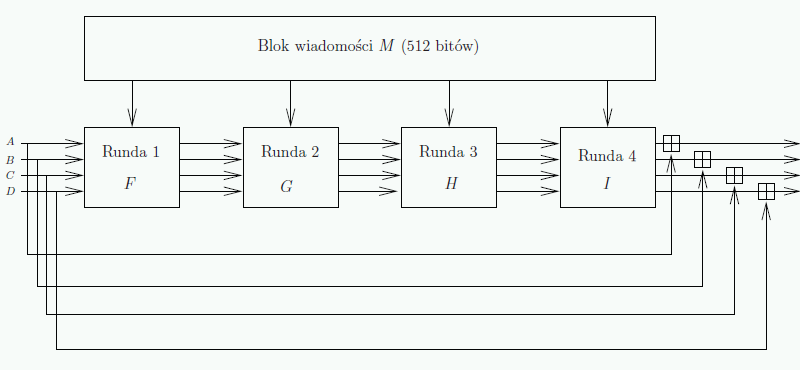 Blok wiadomości M (512 bitów)
A
B
C
D
Runda 1
F
Runda 2
G
Runda 3
H
Runda 4
I